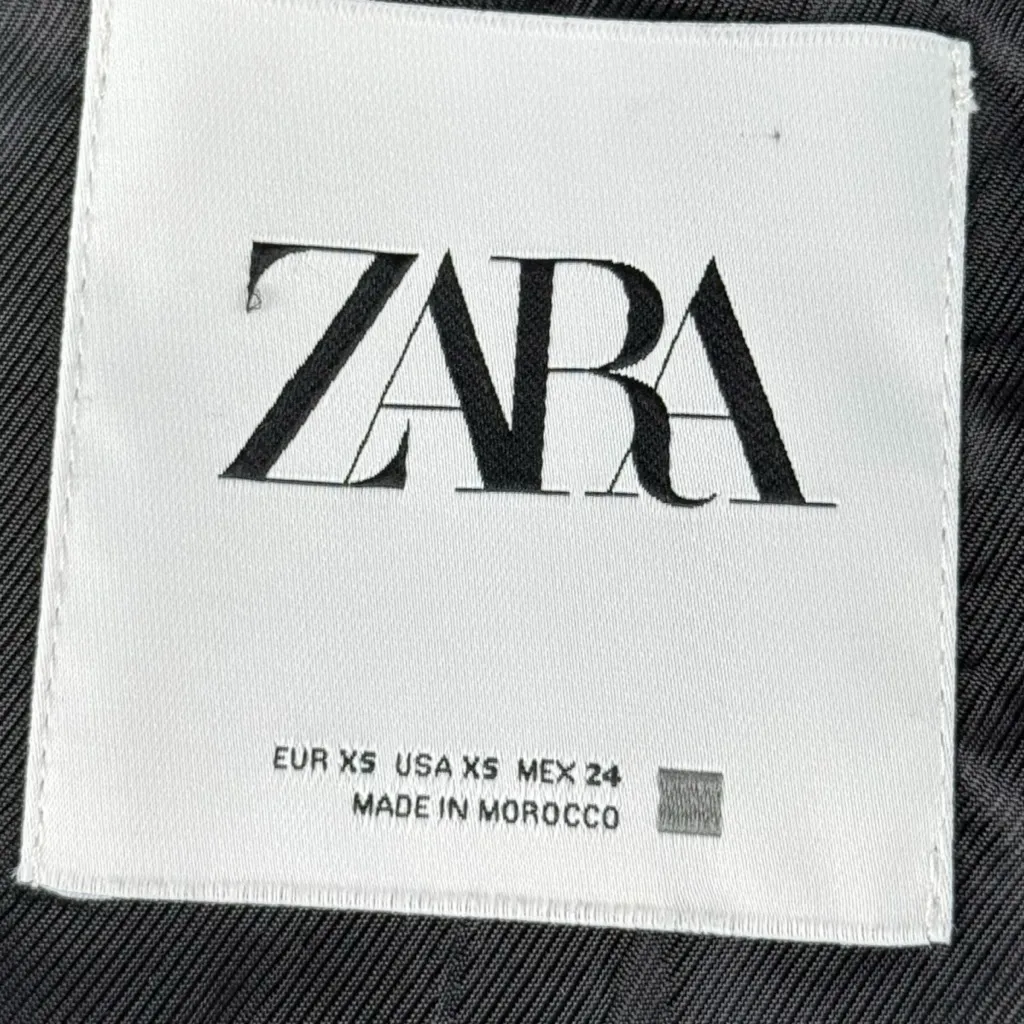 ZARA
EUR XS USA XS MEX 24
MADE IN MOROCCO